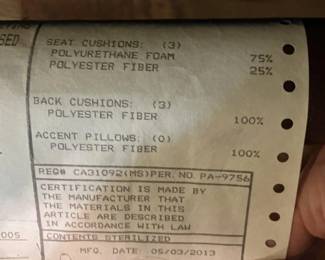 SED
SEAT CUSHIONS: (3)
POLYURETHANE FOAM 75%
POLYESTER FIBER 25%
BACK CUSHIONS: (3)
POLYESTER FIBER 100%
ACCENT PILLOWS: (0)
POLYESTER FIBER 100%
REG# CA31092(MS)PER. NO. PA-9756
CERTIFICATION IS MADE BY
THE MANUFACTURER THAT
THE MATERIALS IN THIS
ARTICLE ARE DESCRIBED
IN ACCORDANCE WITH LAW
005 CONTENTS STERILIZED
MFG. DATE 05/03/2013